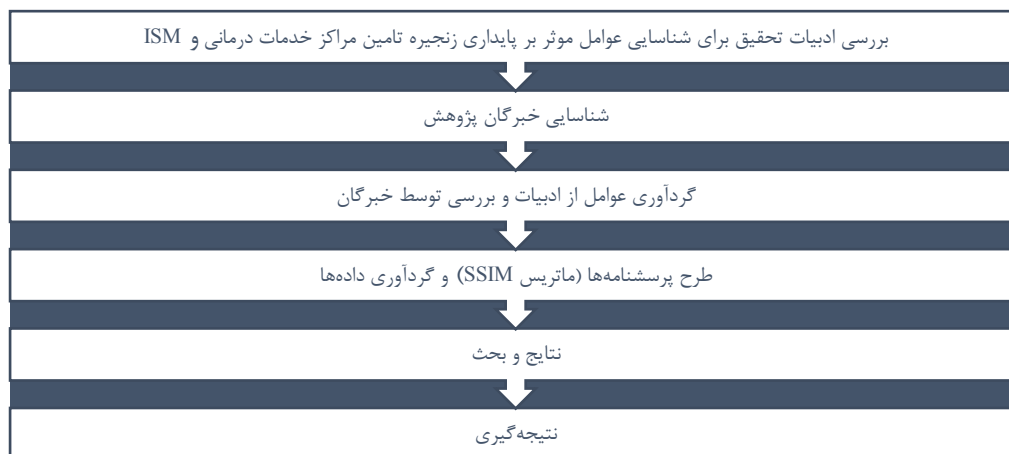 بررسی ادبیات تحقیق برای شناسایی عوامل موثر بر پایداری زنجیره تامین مراکز خدمات درمانی و ISM
شناسایی خبرگان پژوهش
گردآوری عوامل از ادبیات و بررسی توسط خبرگان
طرح پرسشنامه‌ها (ماتریس SSIM) و گردآوری داده‌ها
نتایج و بحث
نتیجه‌گیری